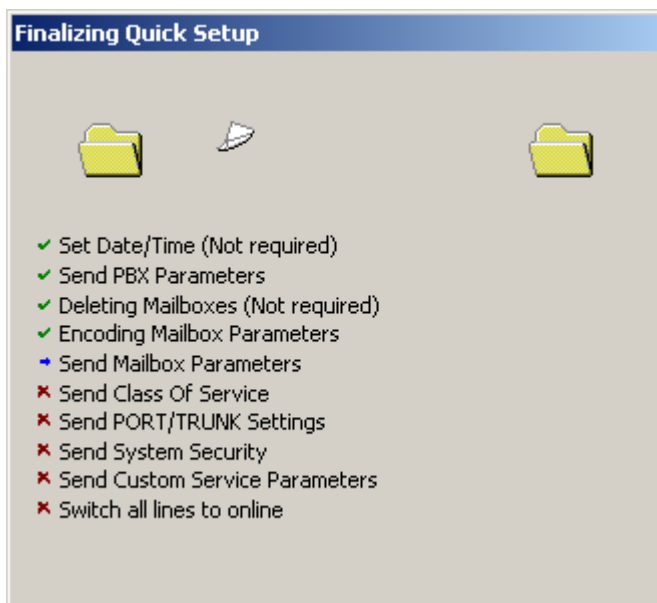 Finalizing Quick Setup
Set Date/Time (Not required)
Send PBX Parameters
Deleting Mailboxes (Not required)
Encoding Mailbox Parameters
Send Mailbox Parameters
Send Class Of Service
Send PORT/TRUNK Settings
Send System Security
Send Custom Service Parameters
Switch all lines to online